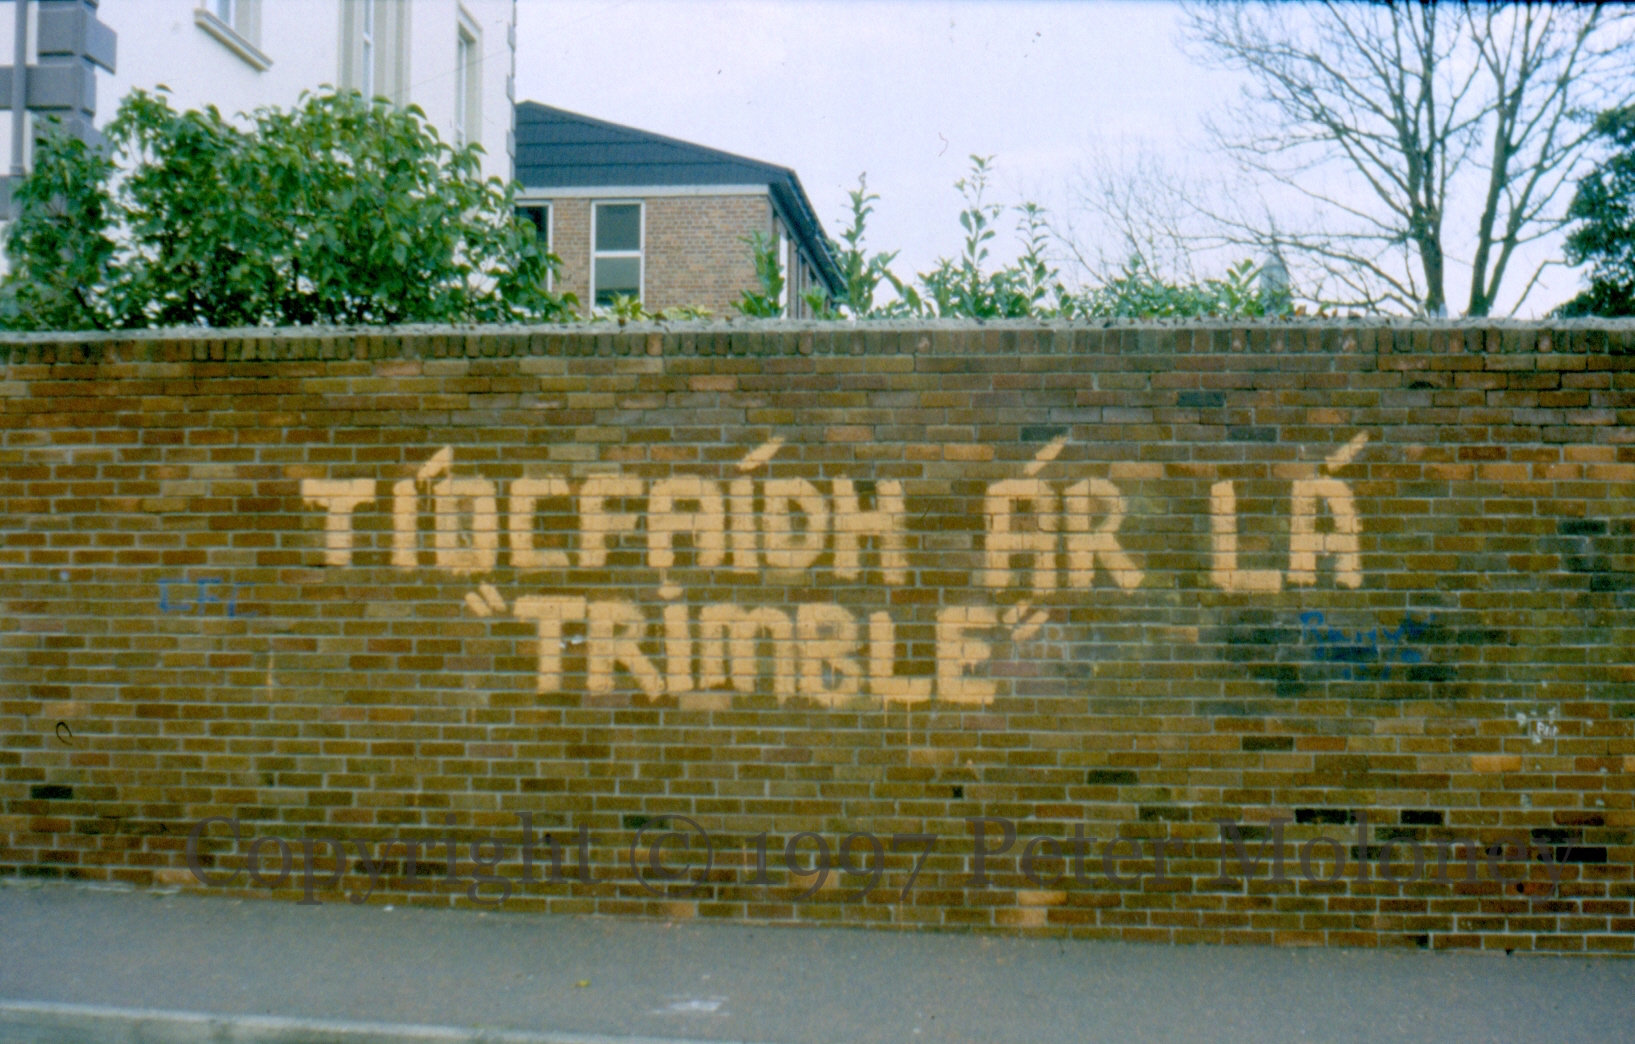 TÍOCFAÍDH ÁR LÁ
"TRIMBLE"
Copyright © 1997 Peter Moloney